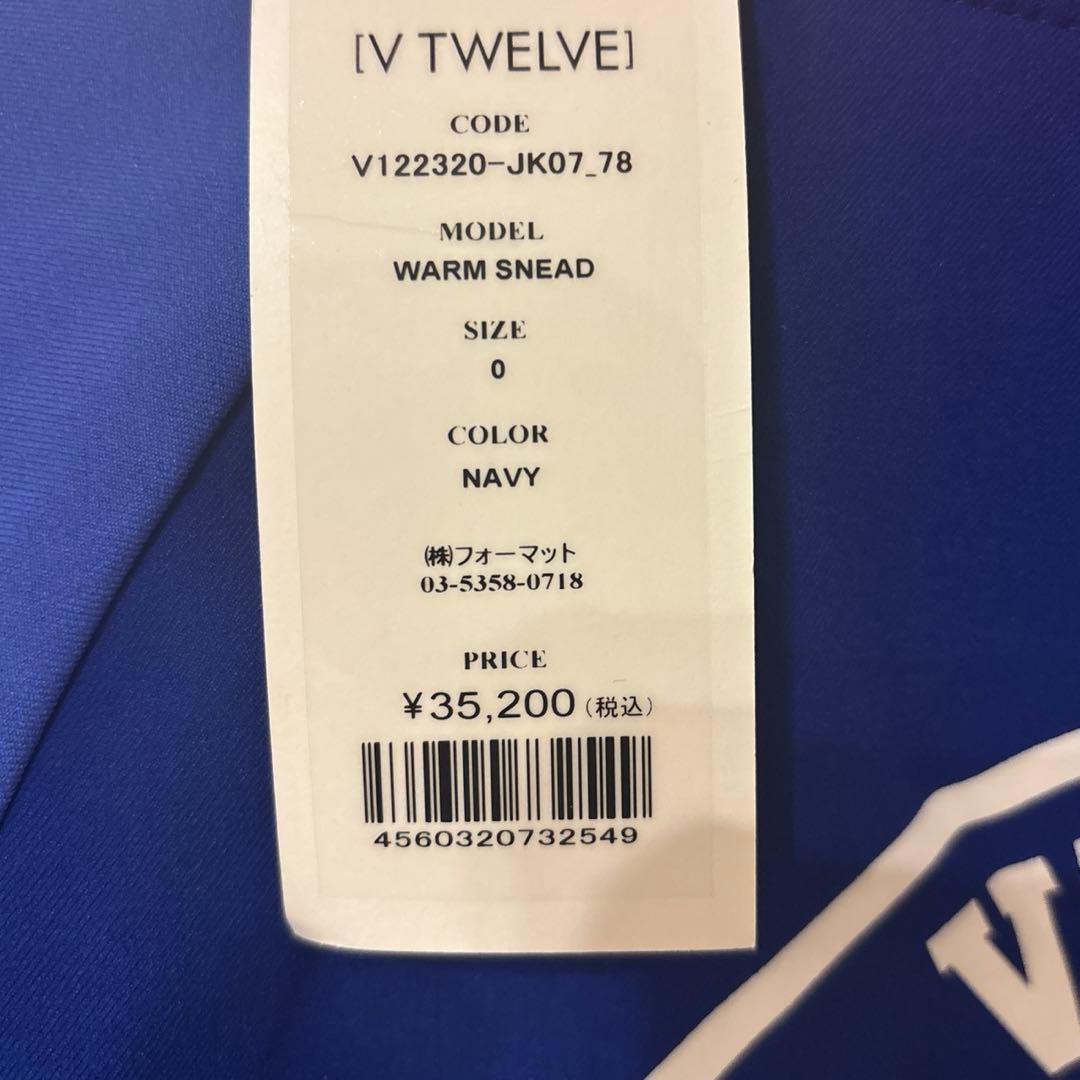 [V TWELVE]
CODE
V122320-JK07_78
MODEL
WARM SNEAD
SIZE
0
COLOR
NAVY
㈱フォーマット
03-5358-0718
PRICE
¥35,200(税込)
4560320732549
V